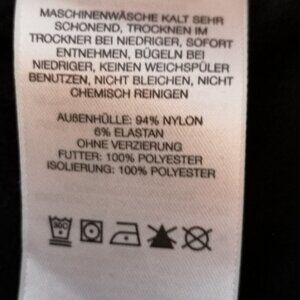 MASCHINENWÄSCHE KALT SEHR
SCHONEND, TROCKNEN IM
TROCKNER BEI NIEDRIGER, SOFORT
ENTNEHMEN, BÜGELN BEI
NIEDRIGER, KEINEN WEICHSPÜLER
BENUTZEN, NICHT BLEICHEN, NICHT
CHEMISCH REINIGEN
AUßENHÜLLE: 94% NYLON
6% ELASTAN
OHNE VERZIERUNG
FUTTER: 100% POLYESTER
ISOLIERUNG: 100% POLYESTER
30C